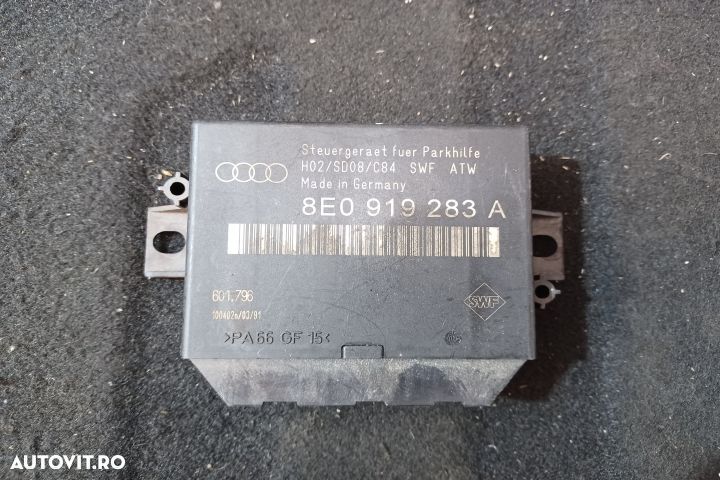 Steuergeraet fuer Parkhilfe
H02/SD08/C84 SWF ATW
Made in Germany
8E0 919 283 A
601.796
SWF
>PA66 GF 15<
AUTOVIT.RO